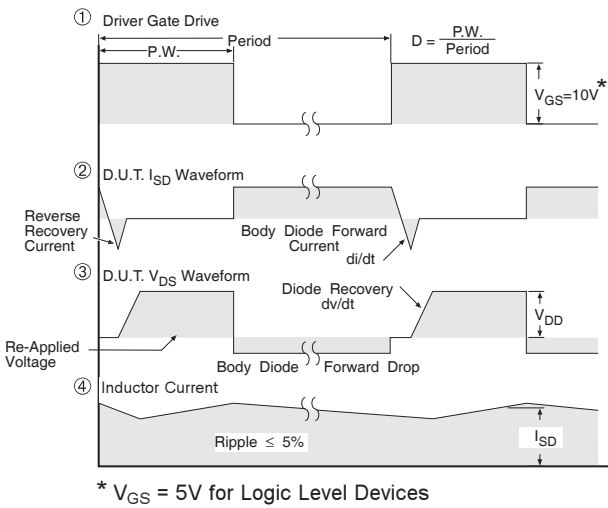 ① Driver Gate Drive
Period
P.W.
D = P.W. / Period
V_GS=10V*
② D.U.T. I_SD Waveform
Reverse
Recovery
Current
Body Diode Forward
Current
di/dt
③ D.U.T. V_DS Waveform
Diode Recovery
dv/dt
V_DD
Re-Applied
Voltage
Body Diode Forward Drop
④ Inductor Current
Ripple ≤ 5%
I_SD
* V_GS = 5V for Logic Level Devices